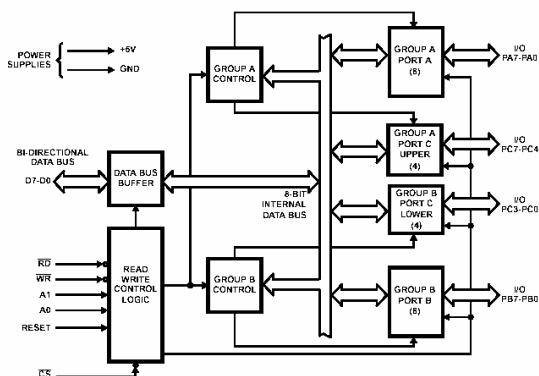 POWER
SUPPLIES
+5V
GND
GROUP A
CONTROL
GROUP A
PORT A
(8)
I/O
PA7-PA0
GROUP A
PORT C
UPPER
(4)
I/O
PC7-PC4
BI-DIRECTIONAL
DATA BUS
D7-D0
DATA BUS
BUFFER
8-BIT
INTERNAL
DATA BUS
GROUP B
PORT C
LOWER
(4)
I/O
PC3-PC0
RD
WR
A1
A0
RESET
CS
READ
WRITE
CONTROL
LOGIC
GROUP B
CONTROL
GROUP B
PORT B
(8)
I/O
PB7-PB0